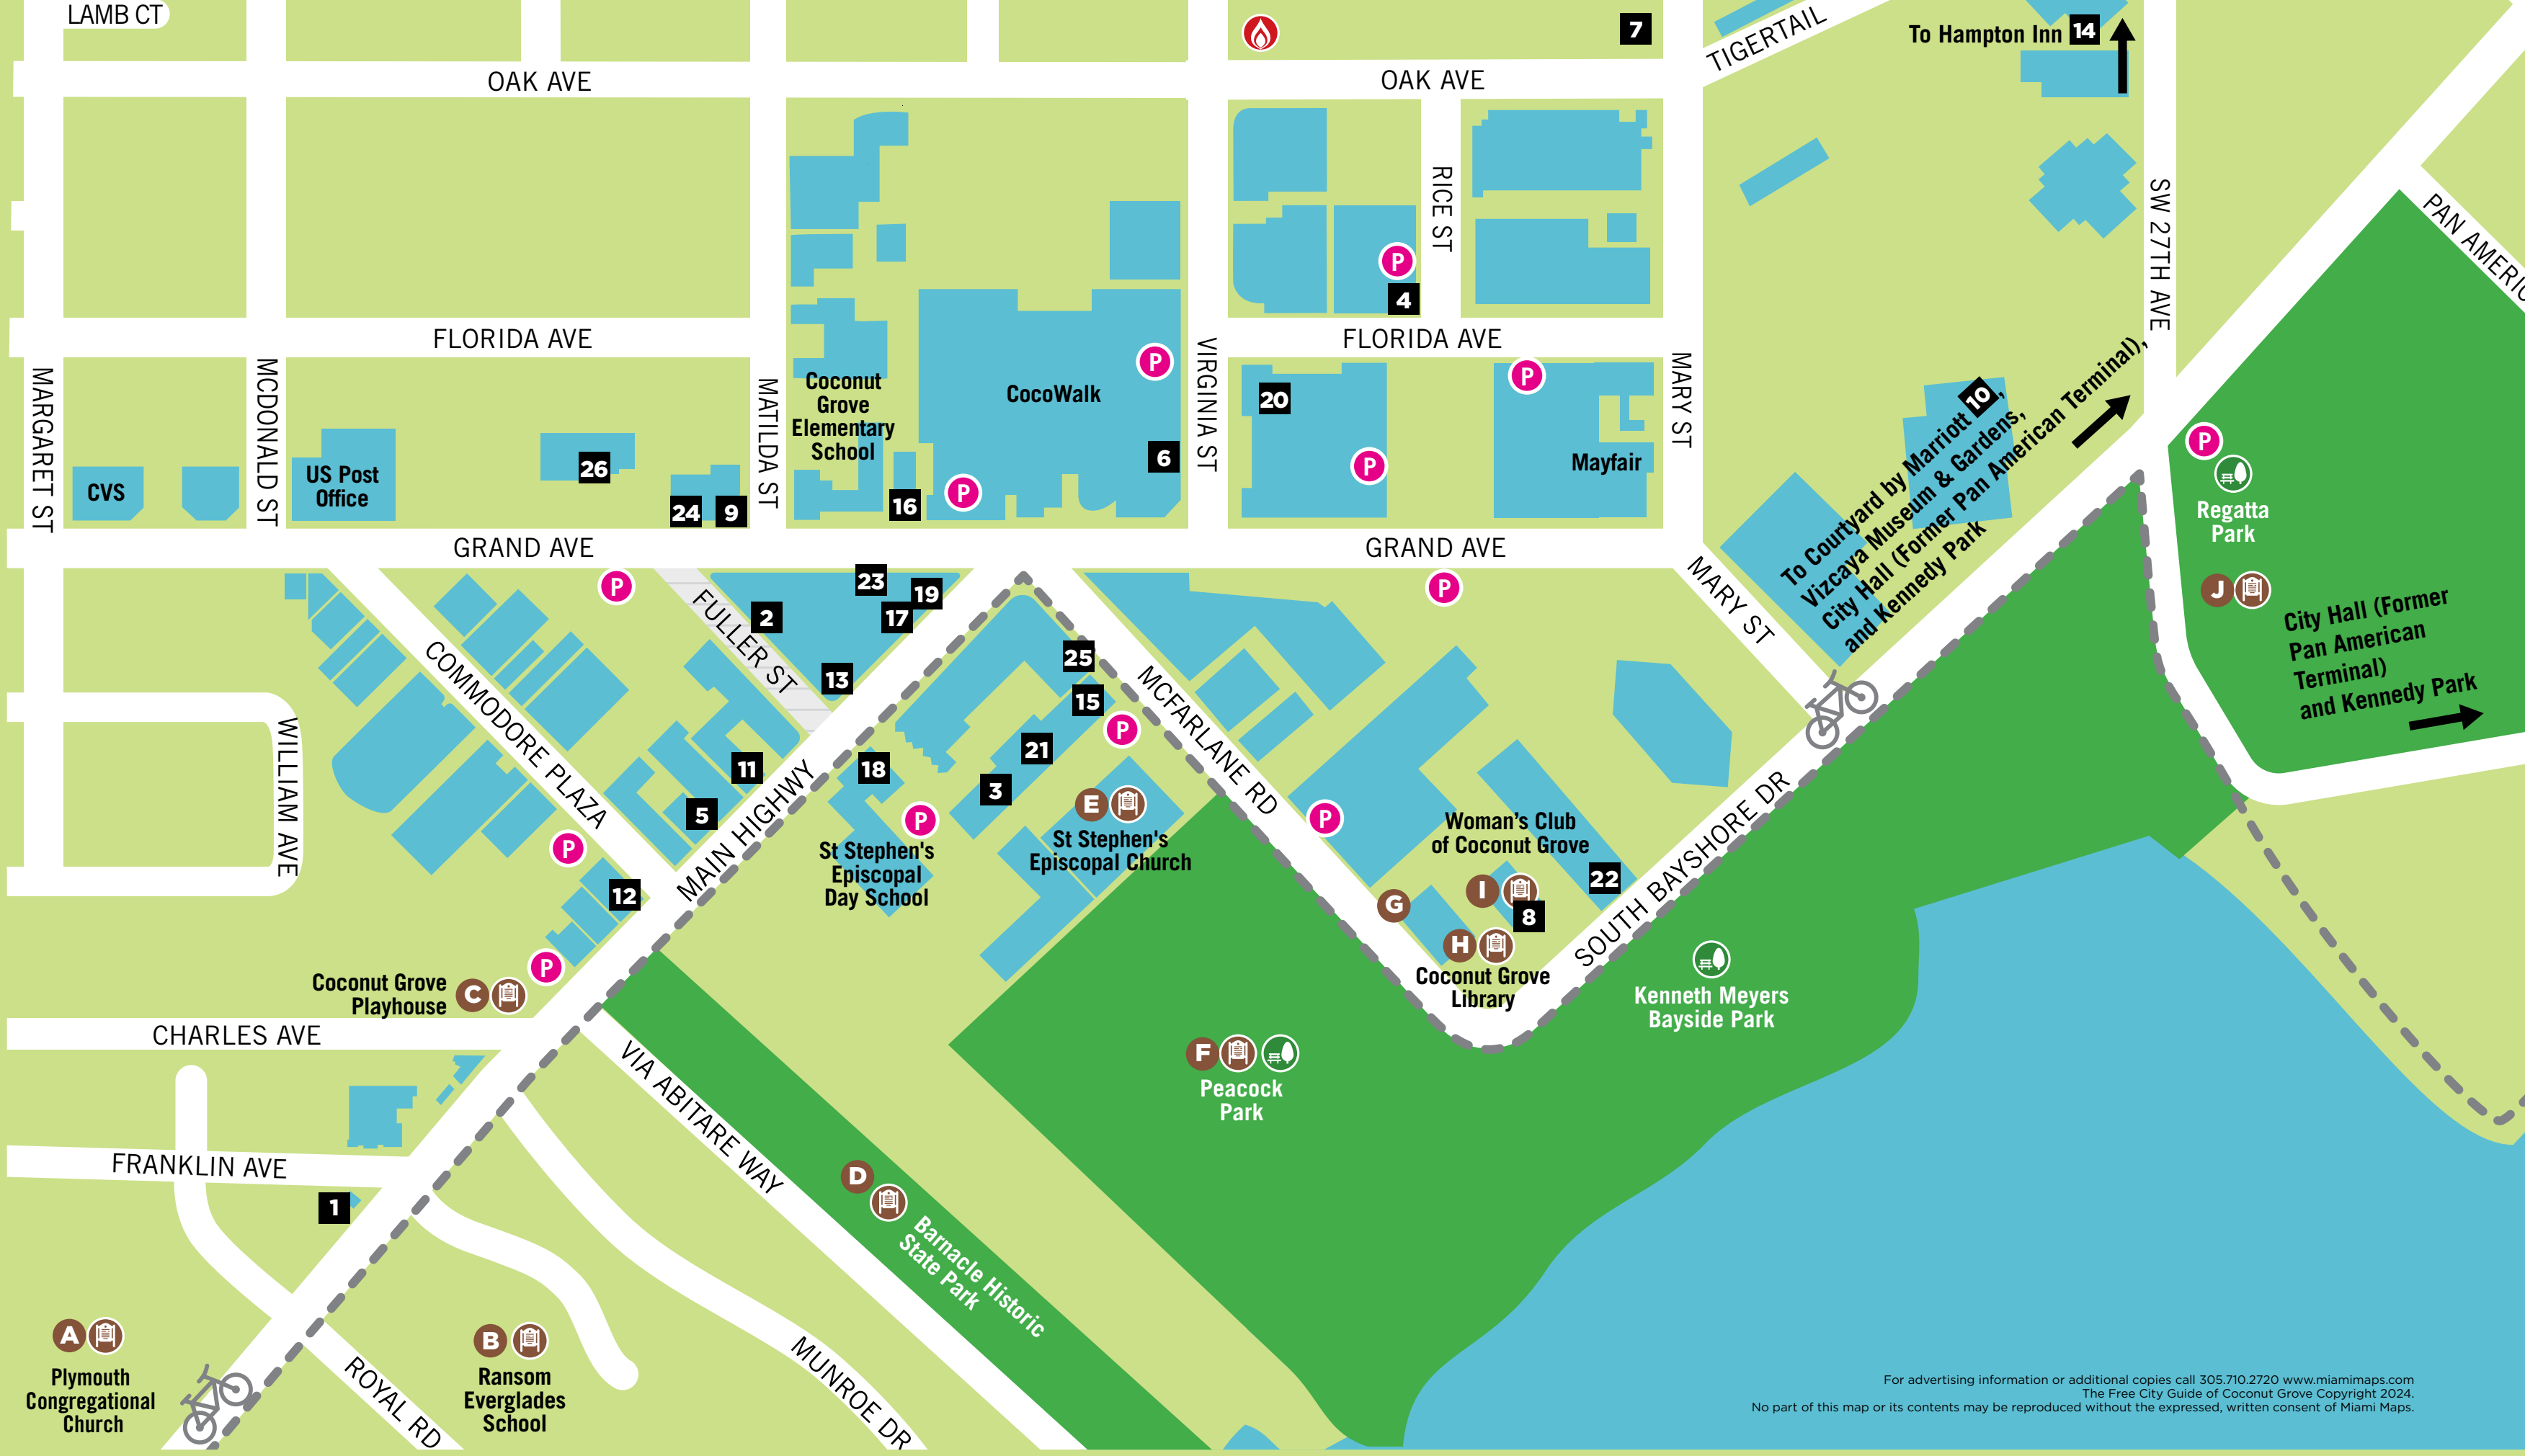 LAMB CT
7
TIGERTAIL
To Hampton Inn 14
OAK AVE
OAK AVE
RICE ST
SW 27TH AVE
P
4
FLORIDA AVE
FLORIDA AVE
MARGARET ST
MCDONALD ST
MATILDA ST
VIRGINIA ST
MARY ST
Coconut
Grove
Elementary
School
CocoWalk
P
P
20
6
P
Mayfair
CVS
US Post
Office
26
24
9
16
P
To Courtyard by Marriott 10,
Vizcaya Museum & Gardens,
City Hall (Former Pan American Terminal),
and Kennedy Park
P
Regatta
Park
J
City Hall (Former
Pan American
Terminal)
and Kennedy Park
GRAND AVE
GRAND AVE
P
P
FULLER ST
23
19
2
17
13
25
15
P
21
3
18
P
11
5
MARY ST
COMMODORE PLAZA
MCFARLANE RD
WILLIAM AVE
MAIN HIGHWAY
P
12
P
St Stephen's
Episcopal
Day School
E
St Stephen's
Episcopal Church
P
Woman's Club
of Coconut Grove
22
G
I
8
H
Coconut Grove
Library
SOUTH BAYSHORE DR
Kenneth Meyers
Bayside Park
Coconut Grove
Playhouse
C
CHARLES AVE
F
Peacock
Park
VIA ABITARE WAY
FRANKLIN AVE
1
D
Barnacle Historic
State Park
A
Plymouth
Congregational
Church
B
Ransom
Everglades
School
ROYAL RD
MUNROE DR
For advertising information or additional copies call 305.710.2720 www.miamimaps.com
The Free City Guide of Coconut Grove Copyright 2024.
No part of this map or its contents may be reproduced without the expressed, written consent of Miami Maps.